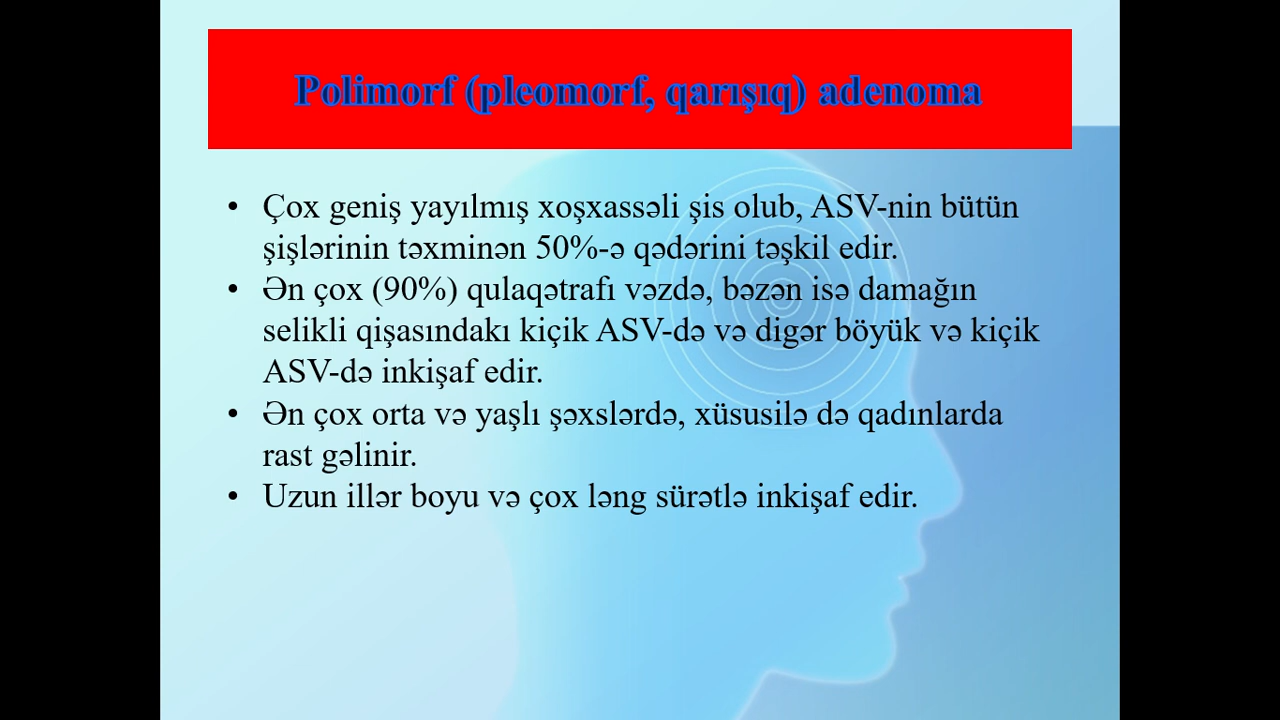 Polimorf (pleomorf, qarışıq) adenoma
• Çox geniş yayılmış xoşxassəli şis olub, ASV-nin bütün
şişlərinin təxminən 50%-ə qədərini təşkil edir.
• Ən çox (90%) qulaqətrafı vəzdə, bəzən isə damağın
selikli qişasındakı kiçik ASV-də və digər böyük və kiçik
ASV-də inkişaf edir.
• Ən çox orta və yaşlı şəxslərdə, xüsusilə də qadınlarda
rast gəlinir.
• Uzun illər boyu və çox ləng sürətlə inkişaf edir.